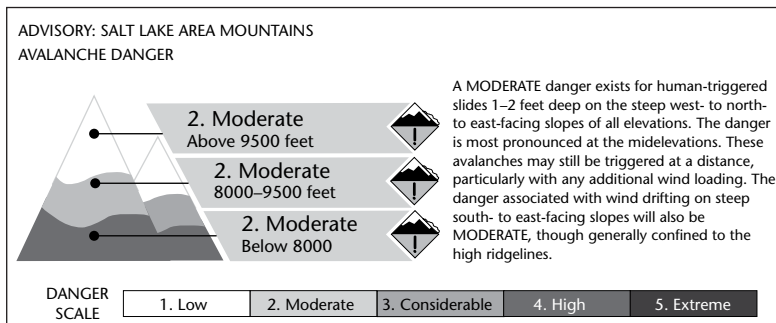 ADVISORY: SALT LAKE AREA MOUNTAINS
AVALANCHE DANGER
2. Moderate
Above 9500 feet
2. Moderate
8000–9500 feet
2. Moderate
Below 8000
A MODERATE danger exists for human-triggered
slides 1–2 feet deep on the steep west- to north-
to east-facing slopes of all elevations. The danger
is most pronounced at the midelevations. These
avalanches may still be triggered at a distance,
particularly with any additional wind loading. The
danger associated with wind drifting on steep
south- to east-facing slopes will also be
MODERATE, though generally confined to the
high ridgelines.
DANGER
SCALE
1. Low
2. Moderate
3. Considerable
4. High
5. Extreme